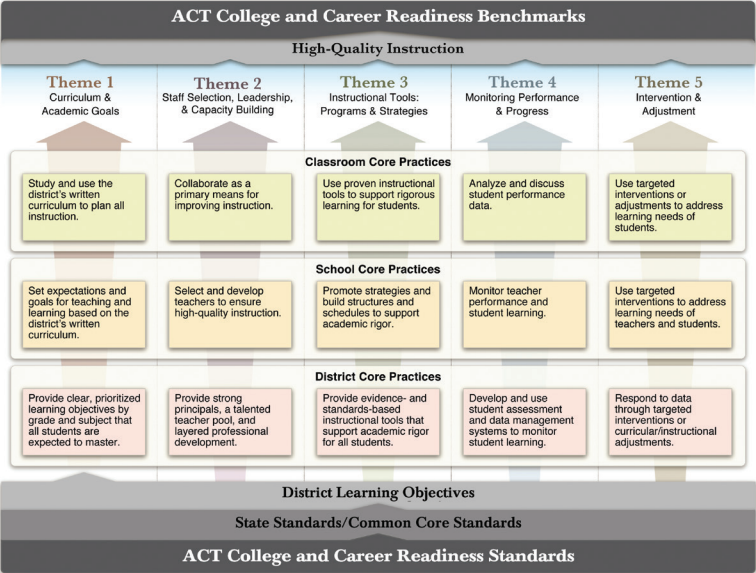 ACT College and Career Readiness Benchmarks
High-Quality Instruction
Theme 1
Curriculum &
Academic Goals
Theme 2
Staff Selection, Leadership,
& Capacity Building
Theme 3
Instructional Tools:
Programs & Strategies
Theme 4
Monitoring Performance
& Progress
Theme 5
Intervention &
Adjustment
Classroom Core Practices
Study and use the
district's written
curriculum to plan all
instruction.
Collaborate as a
primary means for
improving instruction.
Use proven instructional
tools to support rigorous
learning for students.
Analyze and discuss
student performance
data.
Use targeted
interventions or
adjustments to address
learning needs of
students.
School Core Practices
Set expectations and
goals for teaching and
learning based on the
district's written
curriculum.
Select and develop
teachers to ensure
high-quality instruction.
Promote strategies and
build structures and
schedules to support
academic rigor.
Monitor teacher
performance and
student learning.
Use targeted
interventions to address
learning needs of
teachers and students.
District Core Practices
Provide clear, prioritized
learning objectives by
grade and subject that
all students are
expected to master.
Provide strong
principals, a talented
teacher pool, and
layered professional
development.
Provide evidence- and
standards-based
instructional tools that
support academic rigor
for all students.
Develop and use
student assessment
and data management
systems to monitor
student learning.
Respond to data
through targeted
interventions or
curricular/instructional
adjustments.
District Learning Objectives
State Standards/Common Core Standards
ACT College and Career Readiness Standards